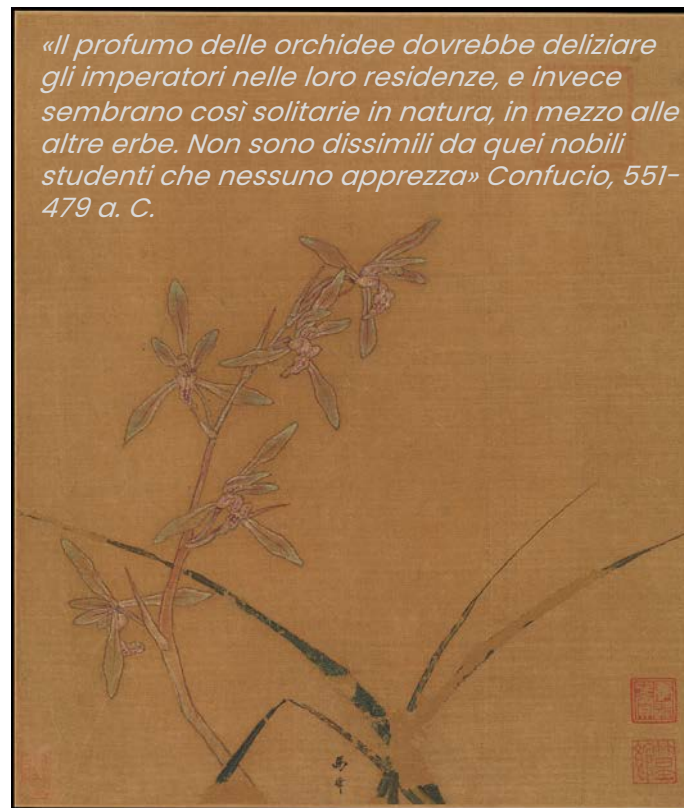 «Il profumo delle orchidee dovrebbe deliziare
gli imperatori nelle loro residenze, e invece
sembrano così solitarie in natura, in mezzo alle
altre erbe. Non sono dissimili da quei nobili
studenti che nessuno apprezza» Confucio, 551-
479 a. C.